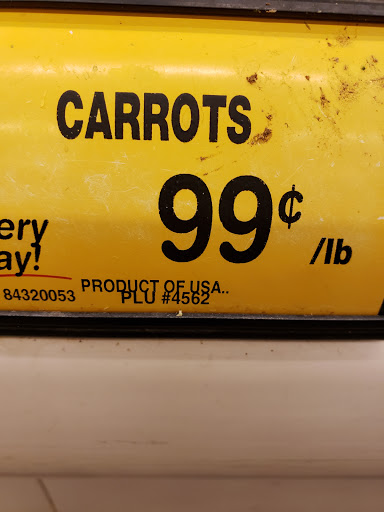 CARROTS
99¢ /lb
ery
ay!
84320053 PRODUCT OF USA..
PLU #4562